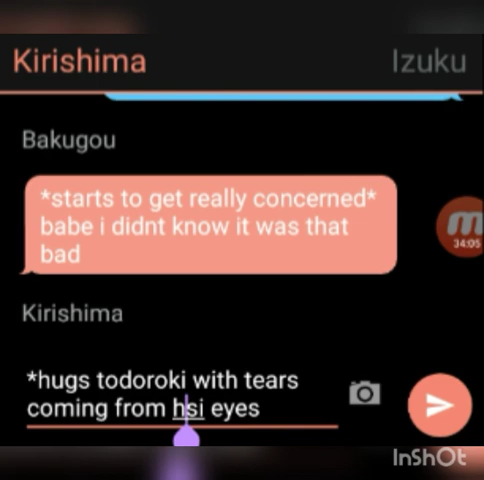 Kirishima Izuku
Bakugou
*starts to get really concerned*
babe i didnt know it was that
bad
34:05
Kirishima
*hugs todoroki with tears
coming from hsi eyes
InShOt